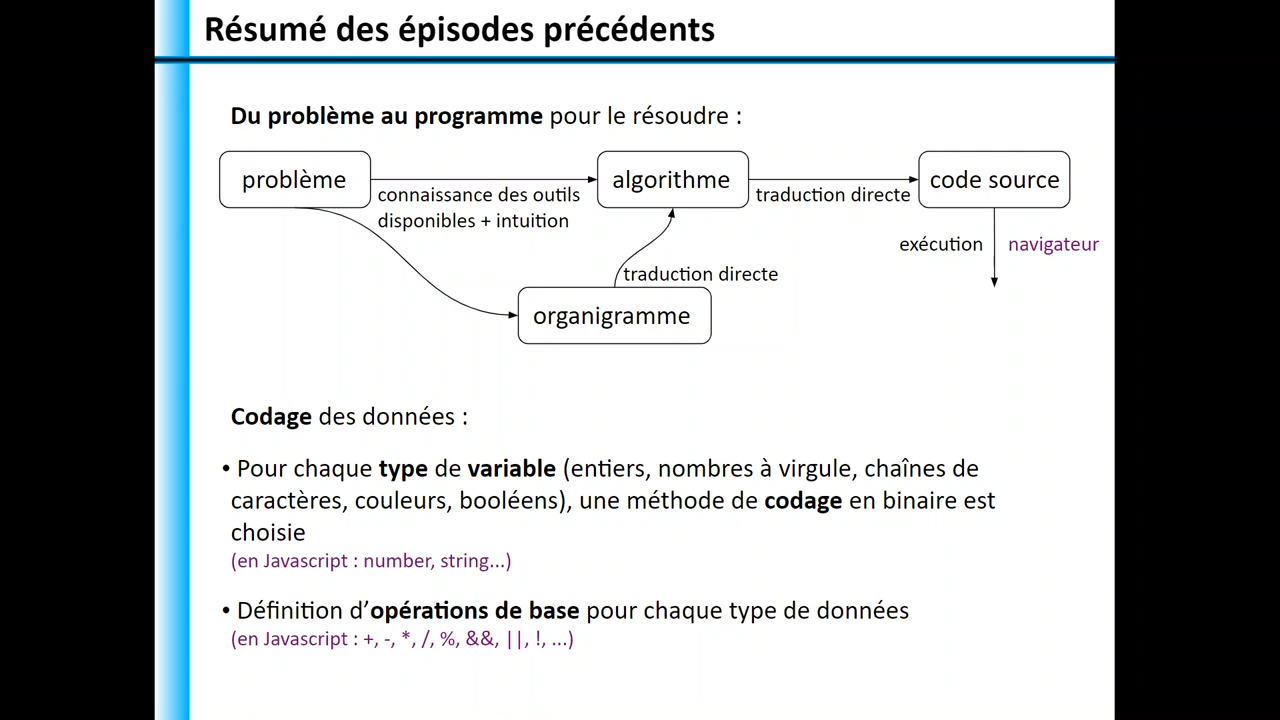 Résumé des épisodes précédents
Du problème au programme pour le résoudre :
problème
algorithme
code source
connaissance des outils
disponibles + intuition
traduction directe
exécution
navigateur
traduction directe
organigramme
Codage des données :
• Pour chaque type de variable (entiers, nombres à virgule, chaînes de
caractères, couleurs, booléens), une méthode de codage en binaire est
choisie
(en Javascript : number, string...)
• Définition d’opérations de base pour chaque type de données
(en Javascript : +, -, *, /, %, &&, ||, !, ...)